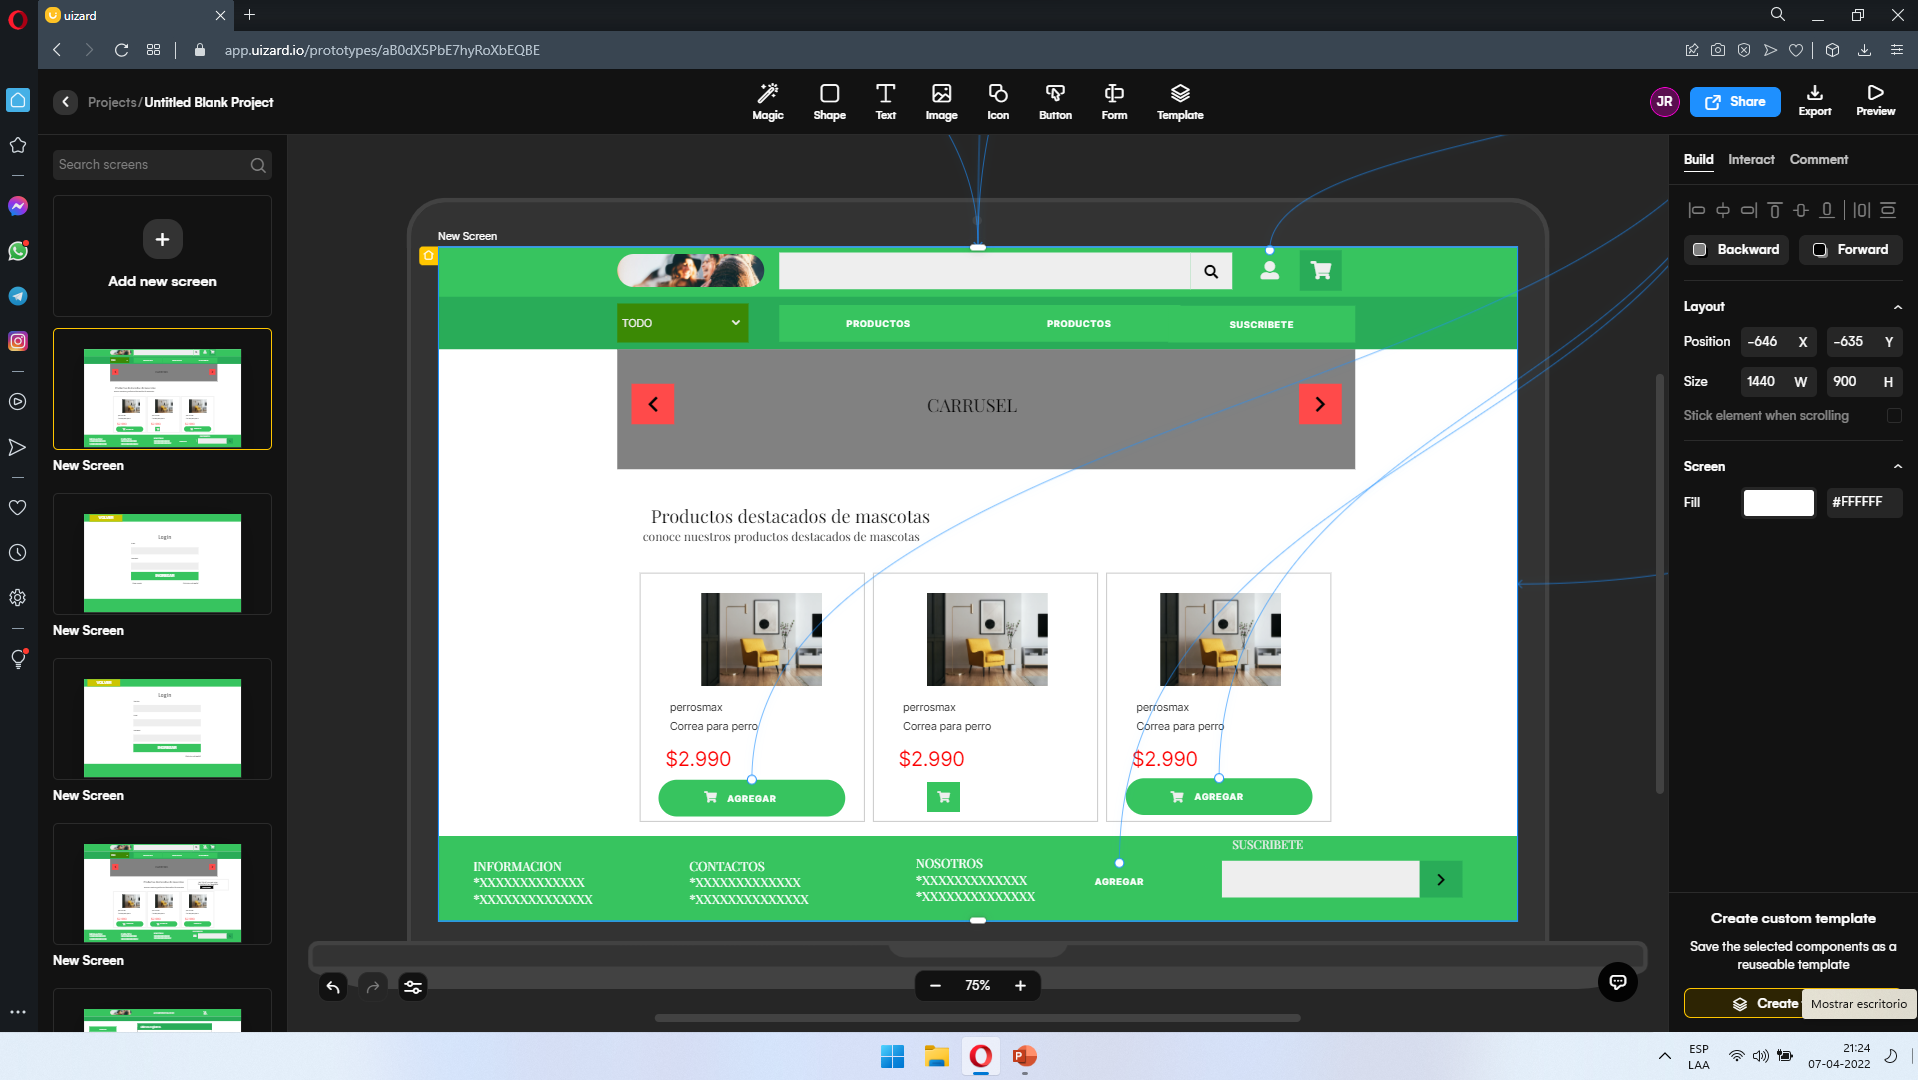 uizard
app.uizard.io/prototypes/aB0dX5PbE7hyRoXbEQBE
Projects/Untitled Blank Project
Magic
Shape
Text
Image
Icon
Button
Form
Template
JR
Share
Export
Preview
Search screens
Add new screen
New Screen
New Screen
Login
New Screen
Login
New Screen
New Screen
TODO
PRODUCTOS
PRODUCTOS
SUSCRIBETE
CARRUSEL
Productos destacados de mascotas
conoce nuestros productos destacados de mascotas
perrosmax
Correa para perro
$2.990
AGREGAR
perrosmax
Correa para perro
$2.990
perrosmax
Correa para perro
$2.990
AGREGAR
INFORMACION
*XXXXXXXXXXXXX
*XXXXXXXXXXXXXX
CONTACTOS
*XXXXXXXXXXXXX
*XXXXXXXXXXXXXX
NOSOTROS
*XXXXXXXXXXXXX
*XXXXXXXXXXXXXX
AGREGAR
SUSCRIBETE
75%
Build
Interact
Comment
Backward
Forward
Layout
Position
-646 X
-635 Y
Size
1440 W
900 H
Stick element when scrolling
Screen
Fill
#FFFFFF
Create custom template
Save the selected components as a
reuseable template
Create
Mostrar escritorio
ESP
LAA
21:24
07-04-2022